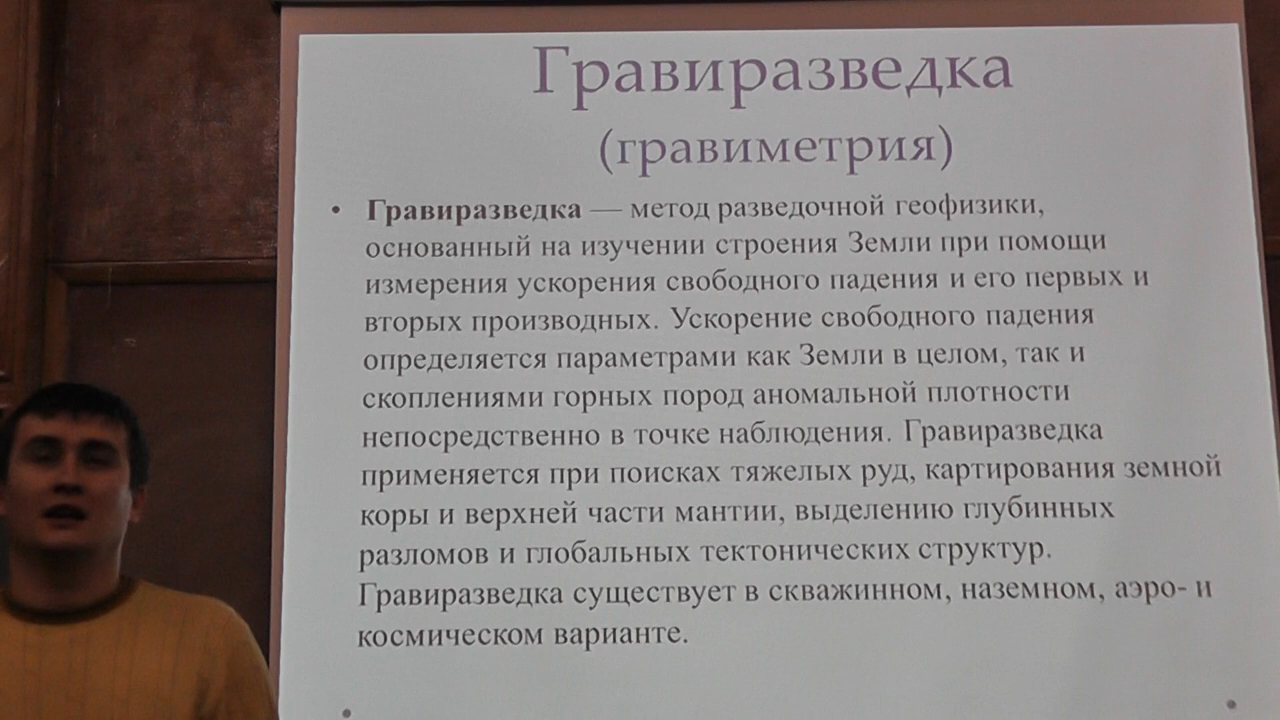 Гравиразведка
(гравиметрия)
• Гравиразведка — метод разведочной геофизики,
основанный на изучении строения Земли при помощи
измерения ускорения свободного падения и его первых и
вторых производных. Ускорение свободного падения
определяется параметрами как Земли в целом, так и
скоплениями горных пород аномальной плотности
непосредственно в точке наблюдения. Гравиразведка
применяется при поисках тяжелых руд, картирования земной
коры и верхней части мантии, выделению глубинных
разломов и глобальных тектонических структур.
Гравиразведка существует в скважинном, наземном, аэро- и
космическом варианте.